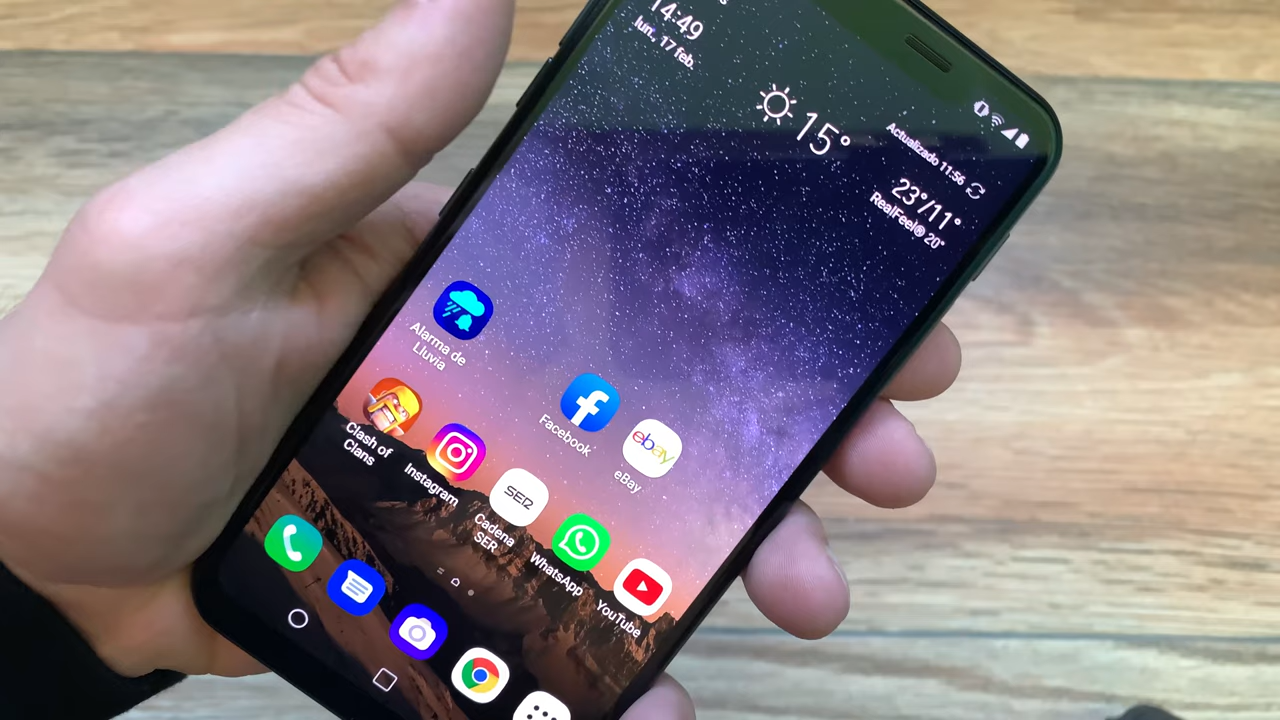 14:49
lun., 17 feb.
15°
Actualizado 11:56
23°/11°
RealFeel® 20°
Alarma de
Lluvia
Facebook
ebay
eBay
Clash of
Clans
Instagram
SER
Cadena
SER
WhatsApp
YouTube